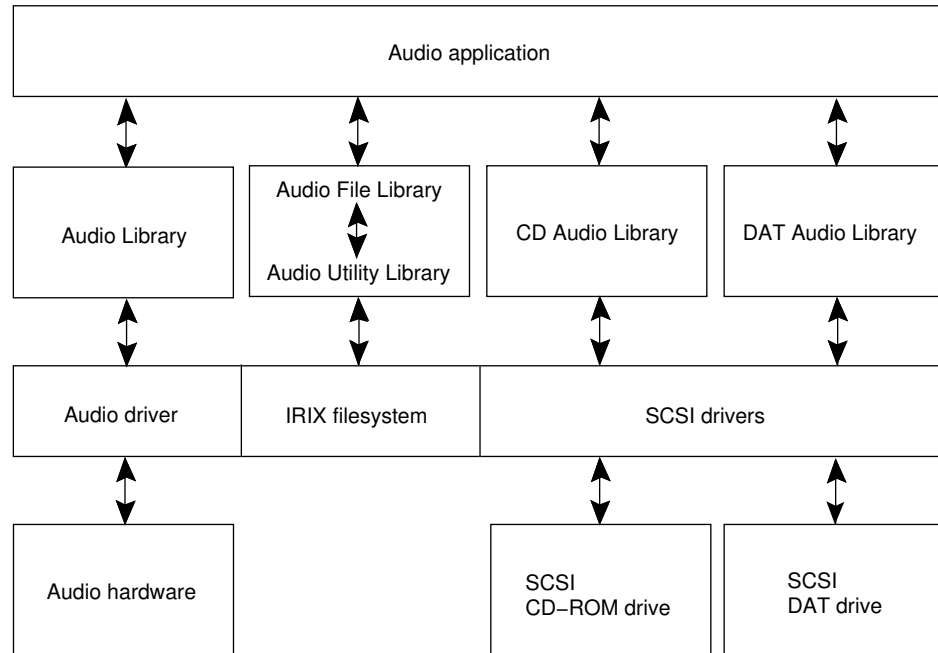 Audio application
Audio Library
Audio File Library
Audio Utility Library
CD Audio Library
DAT Audio Library
Audio driver
IRIX filesystem
SCSI drivers
Audio hardware
SCSI
CD−ROM drive
SCSI
DAT drive